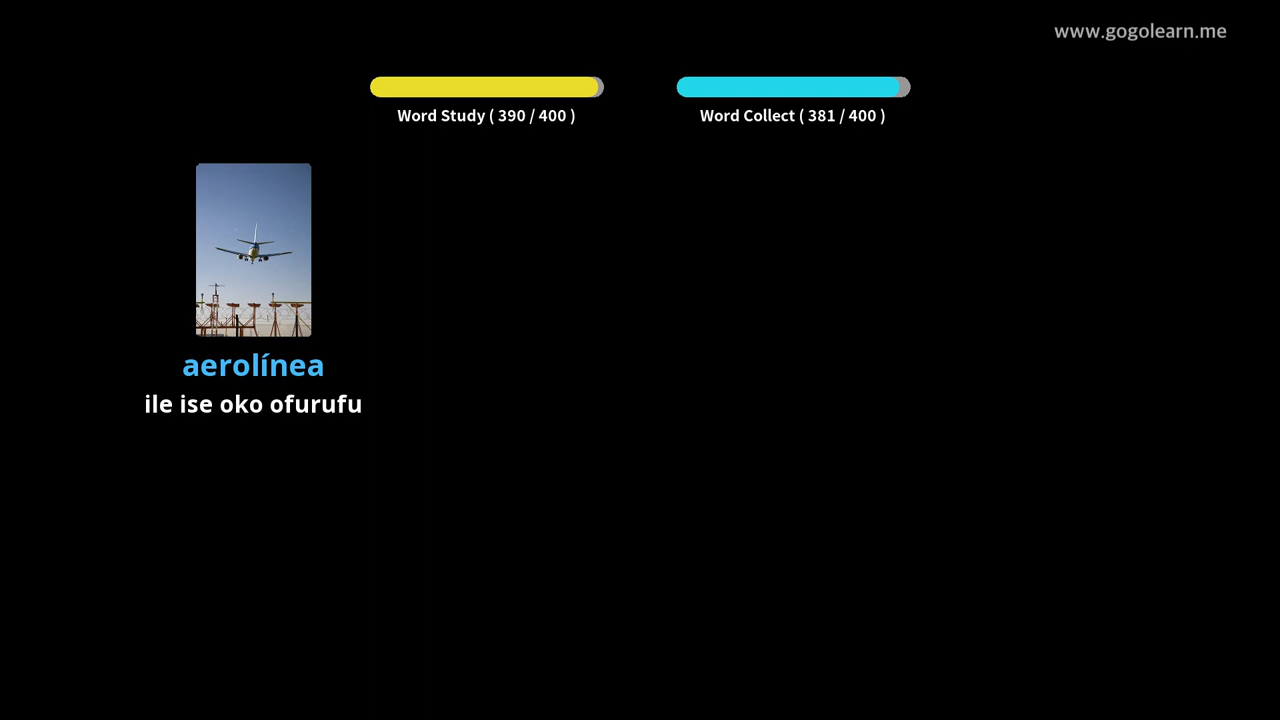 www.gogolearn.me
Word Study ( 390 / 400 )
Word Collect ( 381 / 400 )
aerolínea
ile ise oko ofurufu